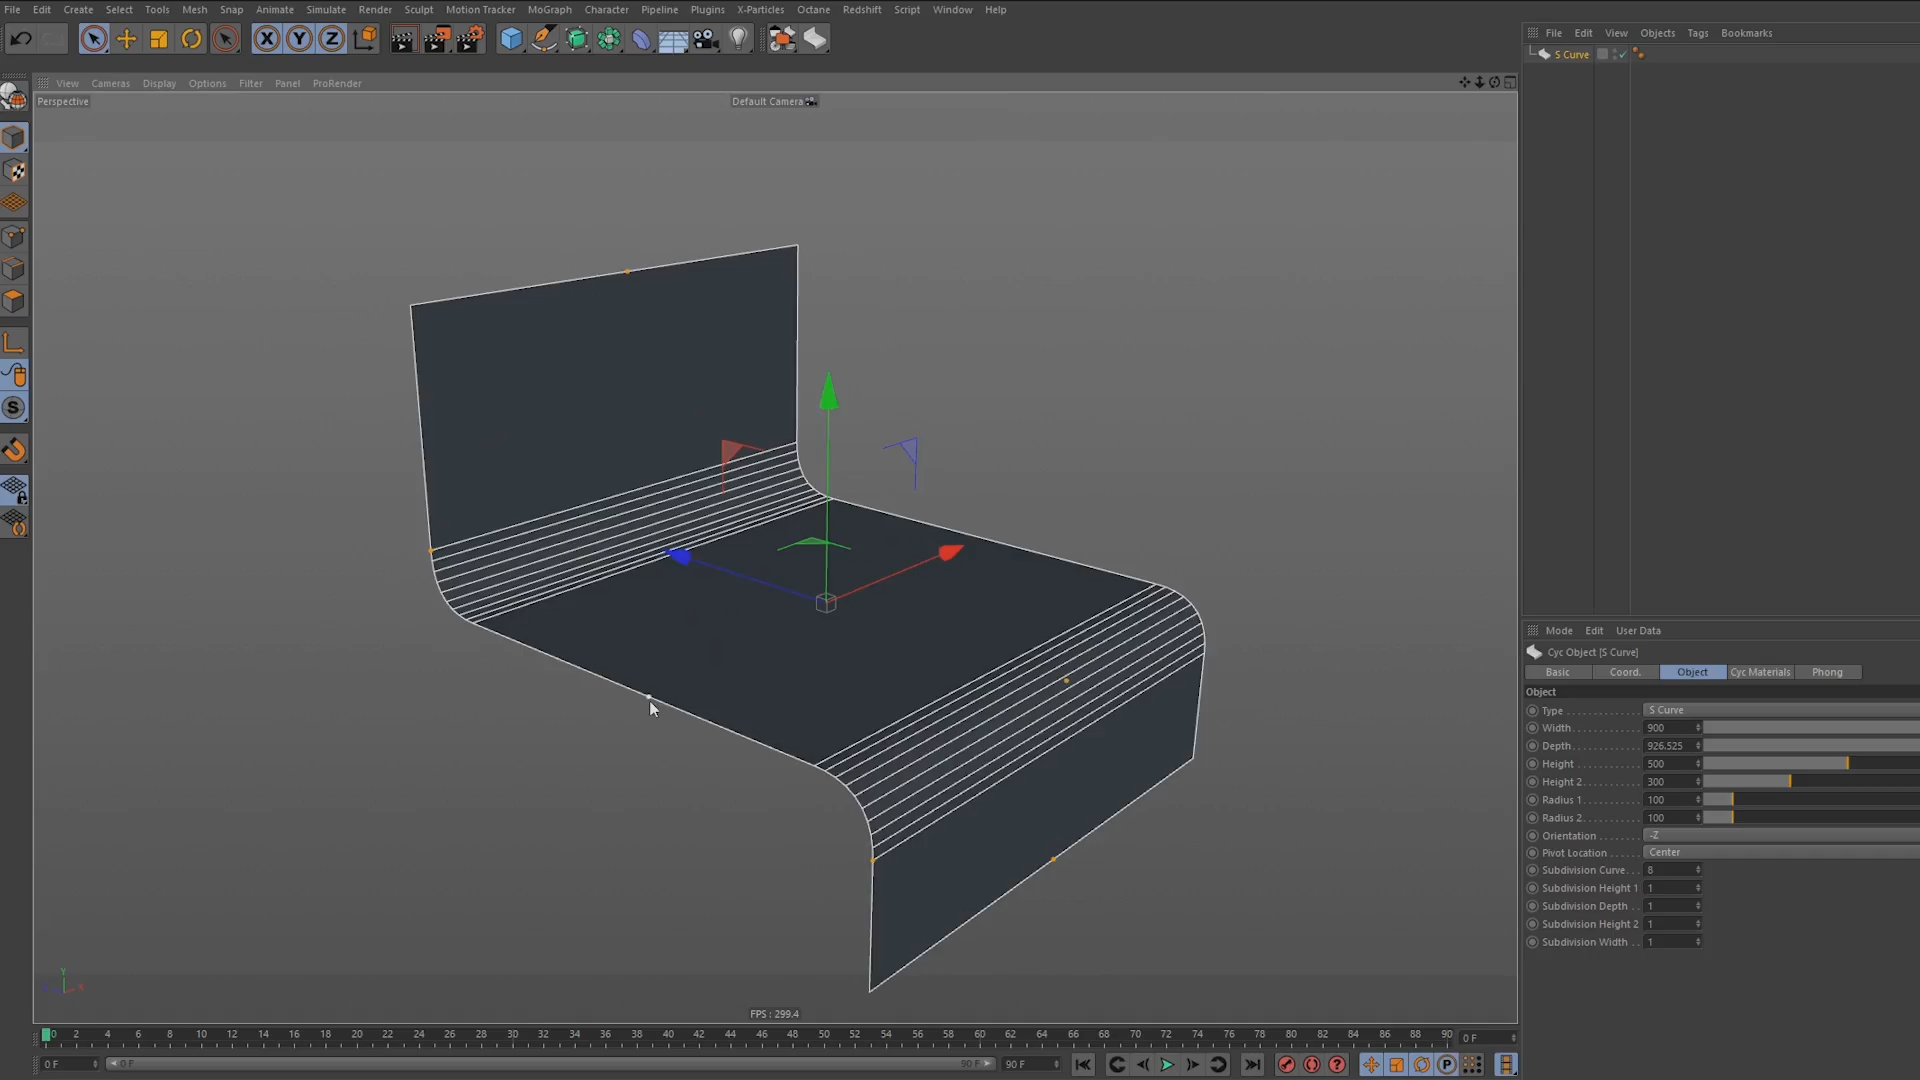 File Edit Create Select Tools Mesh Snap Animate Simulate Render Sculpt Motion Tracker MoGraph Character Pipeline Plugins X-Particles Octane Redshift Script Window Help
File Edit View Objects Tags Bookmarks
S Curve
View Cameras Display Options Filter Panel ProRender
Perspective
Default Camera
X Y Z
S
Mode Edit User Data
Cyc Object [S Curve]
Basic Coord. Object Cyc Materials Phong
Object
Type S Curve
Width 900
Depth 926.525
Height 500
Height 2 300
Radius 1 100
Radius 2 100
Orientation -Z
Pivot Location Center
Subdivision Curve 8
Subdivision Height 1 1
Subdivision Depth 1
Subdivision Height 2 1
Subdivision Width 1
Y
X
FPS : 299.4
0 2 4 6 8 10 12 14 16 18 20 22 24 26 28 30 32 34 36 38 40 42 44 46 48 50 52 54 56 58 60 62 64 66 68 70 72 74 76 78 80 82 84 86 88 90 0 F
0 F 0 F 90 F 90 F P